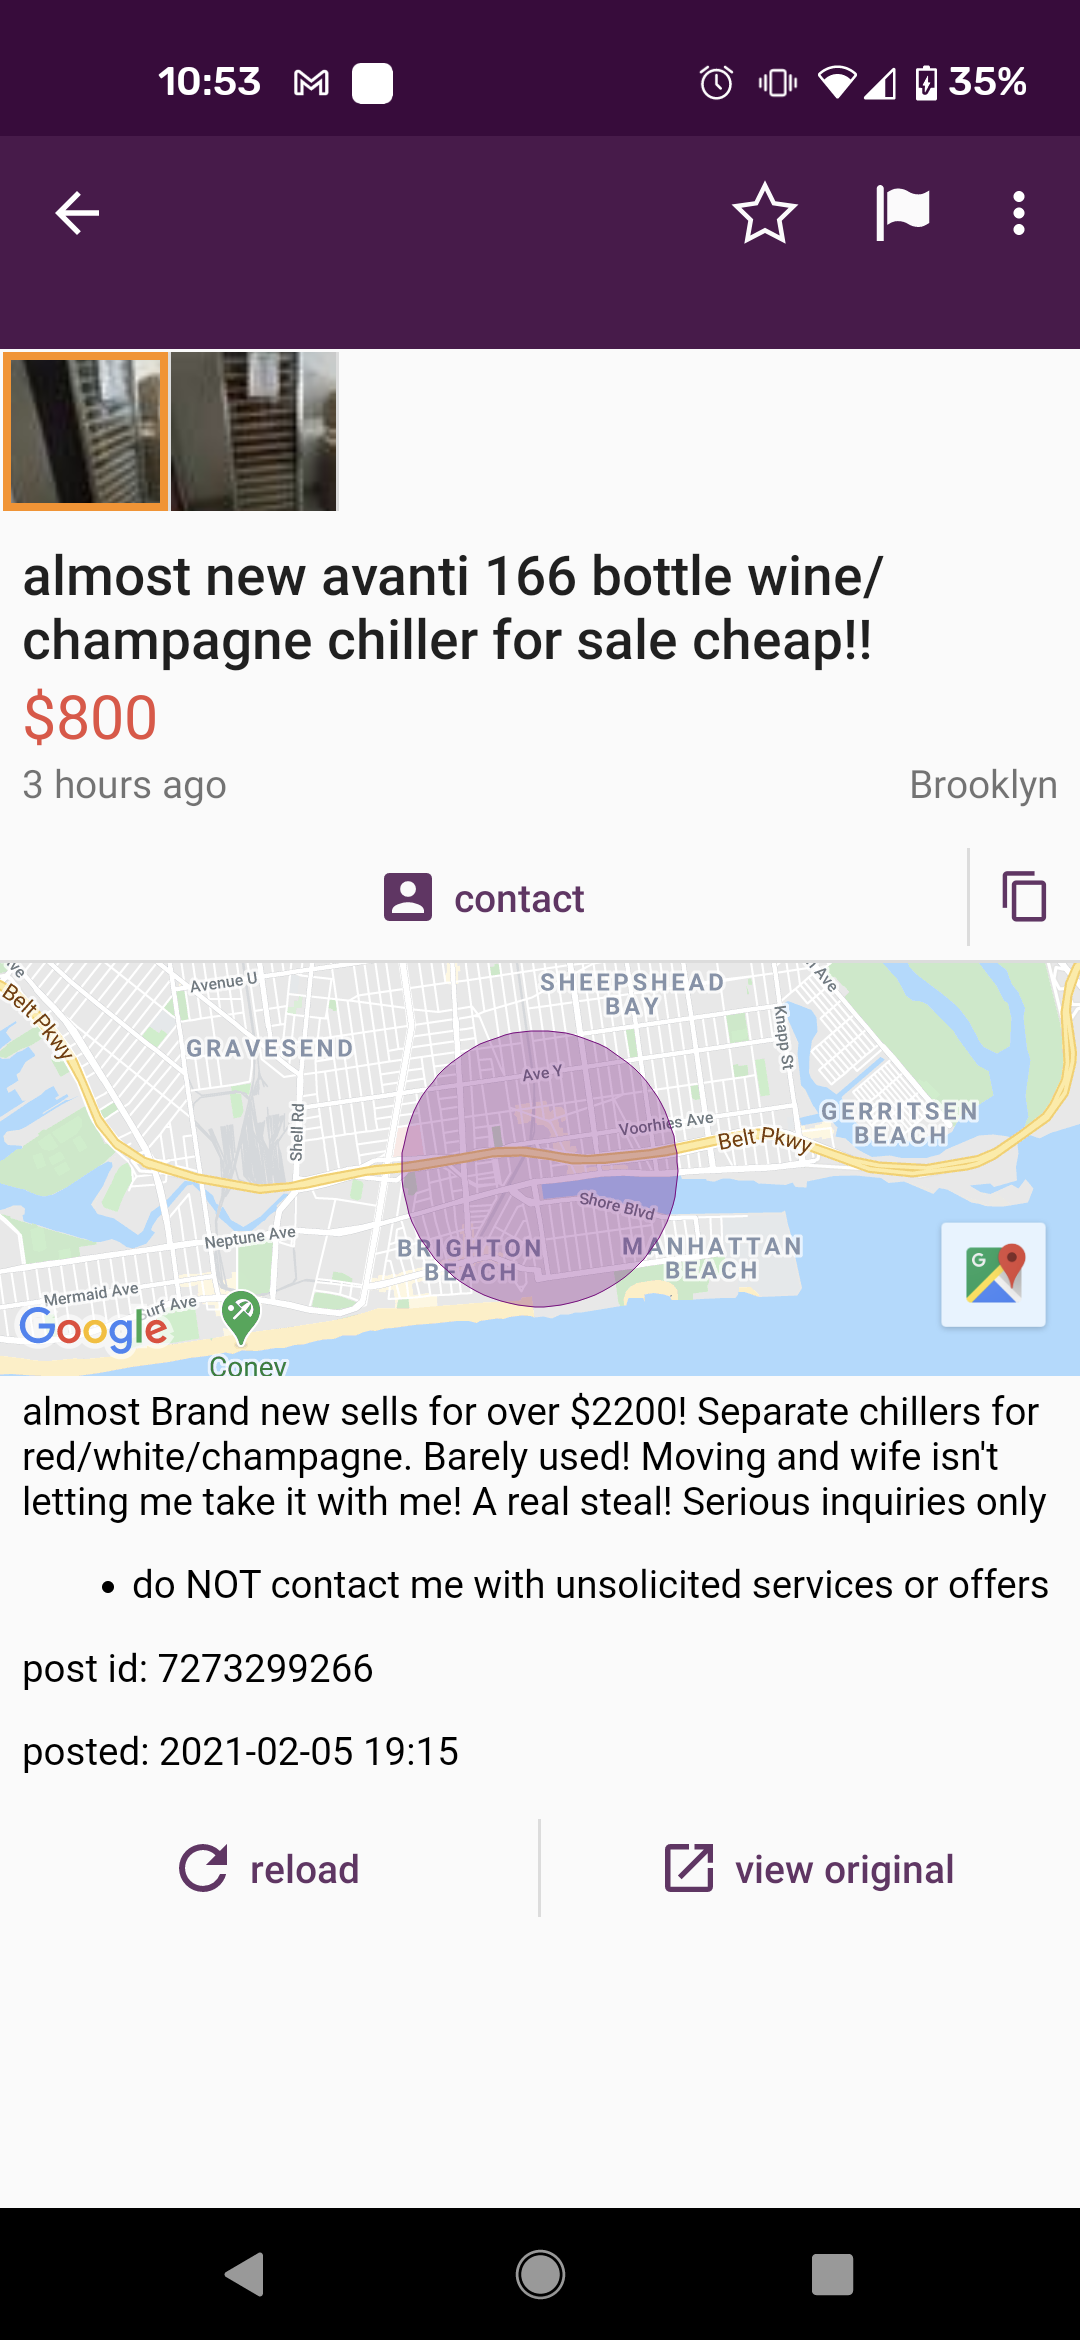 10:53
35%
almost new avanti 166 bottle wine/
champagne chiller for sale cheap!!
$800
3 hours ago
Brooklyn
contact
Avenue U
SHEEPSHEAD
BAY
Belt Pkwy
GRAVESEND
Knapp St
Ave
Ave Y
Shell Rd
Voorhies Ave
GERRITSEN
BEACH
Belt Pkwy
Shore Blvd
Neptune Ave
BRIGHTON
BEACH
MANHATTAN
BEACH
G
Mermaid Ave
urf Ave
Google
Coney
almost Brand new sells for over $2200! Separate chillers for
red/white/champagne. Barely used! Moving and wife isn't
letting me take it with me! A real steal! Serious inquiries only
• do NOT contact me with unsolicited services or offers
post id: 7273299266
posted: 2021-02-05 19:15
reload
view original